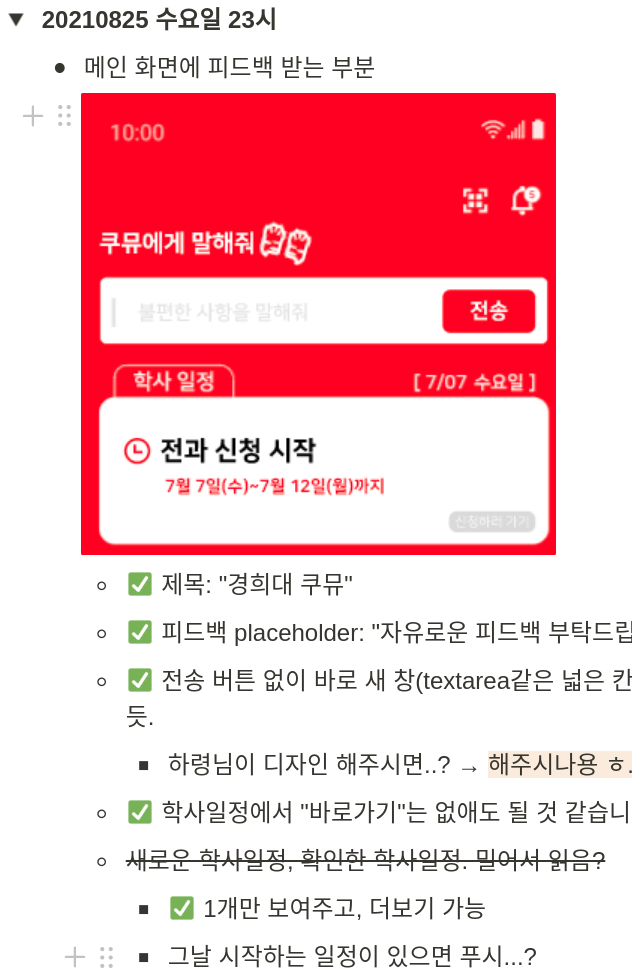 20210825 수요일 23시
메인 화면에 피드백 받는 부분
10:00
5
쿠뮤에게 말해줘
불편한 사항을 말해줘
전송
학사 일정
[ 7/07 수요일 ]
전과 신청 시작
7월 7일(수)~7월 12일(월)까지
신청하러 가기
제목: "경희대 쿠뮤"
피드백 placeholder: "자유로운 피드백 부탁드립
전송 버튼 없이 바로 새 창(textarea같은 넓은 칸
듯.
하령님이 디자인 해주시면..? → 해주시나용 ㅎ.
학사일정에서 "바로가기"는 없애도 될 것 같습니
새로운 학사일정, 확인한 학사일정. 밀어서 읽음?
1개만 보여주고, 더보기 가능
그날 시작하는 일정이 있으면 푸시...?